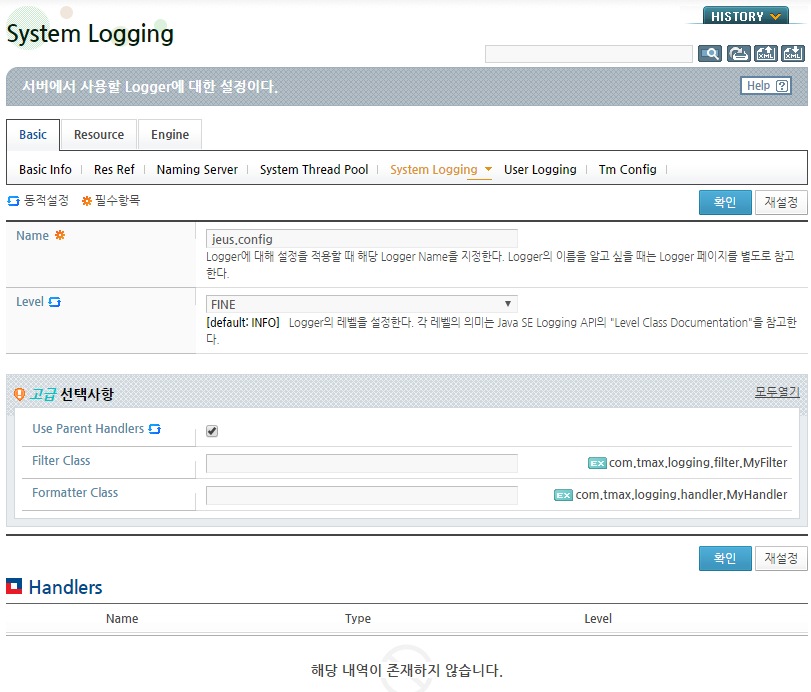 HISTORY
System Logging
XML
XML
서버에서 사용할 Logger에 대한 설정이다.
Help ?
Basic Resource Engine
Basic Info Res Ref Naming Server System Thread Pool System Logging User Logging Tm Config
동적설정 필수항목 확인 재설정
Name
jeus.config
Logger에 대해 설정을 적용할 때 해당 Logger Name을 지정한다. Logger의 이름을 알고 싶을 때는 Logger 페이지를 별도로 참고
한다.
Level
FINE
[default: INFO] Logger의 레벨을 설정한다. 각 레벨의 의미는 Java SE Logging API의 "Level Class Documentation"을 참고한
다.
고급 선택사항 모두열기
Use Parent Handlers
Filter Class EX com.tmax.logging.filter.MyFilter
Formatter Class EX com.tmax.logging.handler.MyHandler
확인 재설정
Handlers
Name Type Level
해당 내역이 존재하지 않습니다.